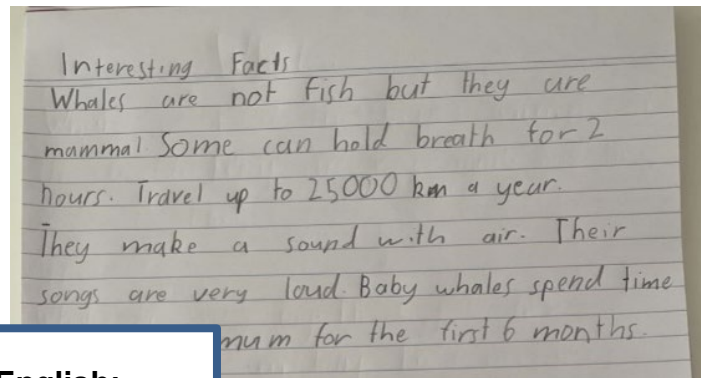 Interesting Facts
Whales are not fish but they are
mammal Some can hold breath for 2
hours. Travel up to 25000 km a year.
They make a sound with air. Their
songs are very loud. Baby whales spend time
mum for the first 6 months.
English: